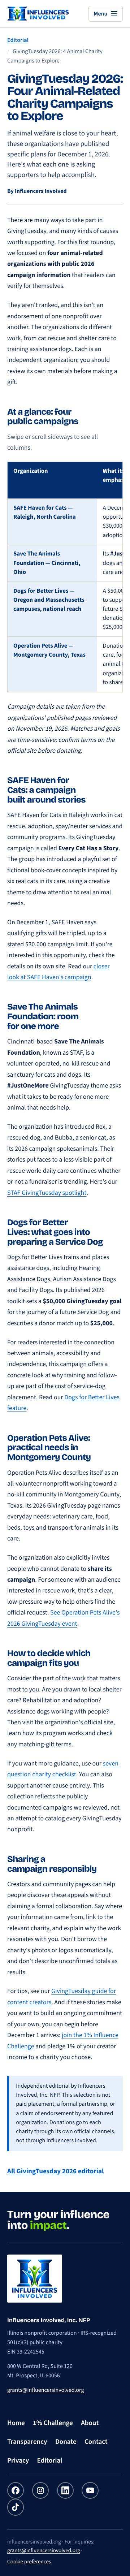 INFLUENCERS
INVOLVED
Menu
Editorial
/ GivingTuesday 2026: 4 Animal Charity
Campaigns to Explore
GivingTuesday 2026:
Four Animal-Related
Charity Campaigns
to Explore
If animal welfare is close to your heart,
these organizations have published
specific plans for December 1, 2026.
Here's what each one is asking
supporters to help accomplish.
By Influencers Involved
There are many ways to take part in
GivingTuesday, and many kinds of causes
worth supporting. For this first roundup,
we focused on four animal-related
organizations with public 2026
campaign information that readers can
verify for themselves.
They aren't ranked, and this isn't an
endorsement of one nonprofit over
another. The organizations do different
work, from cat rescue and shelter care to
training assistance dogs. Each is an
independent organization; you should
review its own materials before making a
gift.
At a glance: four
public campaigns
Swipe or scroll sideways to see all
columns.
Organization
What it
empha
SAFE Haven for Cats —
Raleigh, North Carolina
A Decem
opportu
$30,000
adoptio
Save The Animals
Foundation — Cincinnati,
Ohio
Its #Jus
dogs an
care an
Dogs for Better Lives —
Oregon and Massachusetts
campuses, national reach
A $50,00
to suppo
future S
donatio
$25,000
Operation Pets Alive —
Montgomery County, Texas
Donatio
care, fo
animal t
organiz
to share
Campaign details are taken from the
organizations' published pages reviewed
on November 19, 2026. Matches and goals
are time-sensitive; confirm terms on the
official site before donating.
SAFE Haven for
Cats: a campaign
built around stories
SAFE Haven for Cats in Raleigh works in cat
rescue, adoption, spay/neuter services and
community programs. Its GivingTuesday
campaign is called Every Cat Has a Story.
The group has introduced a playful set of
fictional book-cover concepts inspired by
six real cats in its care, using a creative
hook to draw attention to real animal
needs.
On December 1, SAFE Haven says
qualifying gifts will be tripled, up to a
stated $30,000 campaign limit. If you're
interested in this opportunity, check the
details on its own site. Read our closer
look at SAFE Haven's campaign.
Save The Animals
Foundation: room
for one more
Cincinnati-based Save The Animals
Foundation, known as STAF, is a
volunteer-operated, no-kill rescue and
sanctuary for cats and dogs. Its
#JustOneMore GivingTuesday theme asks
what it takes to be ready for one more
animal that needs help.
The organization has introduced Rex, a
rescued dog, and Bubba, a senior cat, as
its 2026 campaign spokesanimals. Their
stories put faces to a less visible part of
rescue work: daily care continues whether
or not a rescue is trending. Here's our
STAF GivingTuesday spotlight.
Dogs for Better
Lives: what goes into
preparing a Service Dog
Dogs for Better Lives trains and places
assistance dogs, including Hearing
Assistance Dogs, Autism Assistance Dogs
and Facility Dogs. Its published 2026
toolkit sets a $50,000 GivingTuesday goal
for the journey of a future Service Dog and
describes a donor match up to $25,000.
For readers interested in the connection
between animals, accessibility and
independence, this campaign offers a
concrete look at why training and follow-
up are part of the cost of service-dog
placement. Read our Dogs for Better Lives
feature.
Operation Pets Alive:
practical needs in
Montgomery County
Operation Pets Alive describes itself as an
all-volunteer nonprofit working toward a
no-kill community in Montgomery County,
Texas. Its 2026 GivingTuesday page names
everyday needs: veterinary care, food,
beds, toys and transport for animals in its
care.
The organization also explicitly invites
people who cannot donate to share its
campaign. For someone interested in
animal rescue work, that's a clear,
low-pressure way to help others find the
official request. See Operation Pets Alive's
2026 GivingTuesday event.
How to decide which
campaign fits you
Consider the part of the work that matters
most to you. Are you drawn to local shelter
care? Rehabilitation and adoption?
Assistance dogs working with people?
Then visit the organization's official site,
learn how its program works and check
any matching-gift terms.
If you want more guidance, use our seven-
question charity checklist. You can also
support another cause entirely. This
collection reflects the publicly
documented campaigns we reviewed, not
an attempt to catalog every GivingTuesday
nonprofit.
Sharing a
campaign responsibly
Creators and community pages can help
people discover these appeals without
claiming a formal collaboration. Explain
where the information came from, link to
the charity, and explain why the work
resonates with you. Don't borrow the
charity's photos or logo automatically, and
don't describe an unconfirmed match as
certain.
For tips, see our GivingTuesday guide for
content creators. And if these stories make
you want to build an ongoing commitment
of your own, you can begin before
December 1 arrives: join the 1% Influence
Challenge and pledge 1% of your creator
income to a charity you choose.
Independent editorial by Influencers
Involved, Inc. NFP. This selection is not
paid placement, a formal partnership, or
a claim of endorsement by any featured
organization. Donations go to each
charity through its own official channels,
not through Influencers Involved.
All GivingTuesday 2026 editorial
Turn your influence
into impact.
INFLUENCERS
INVOLVED
Influencers Involved, Inc. NFP
Illinois nonprofit corporation · IRS-recognized
501(c)(3) public charity
EIN 39-2242545
800 W Central Rd, Suite 120
Mt. Prospect, IL 60056
grants@influencersinvolved.org
Home 1% Challenge About
Transparency Donate Contact
Privacy Editorial
influencersinvolved.org · For inquiries:
grants@influencersinvolved.org
Cookie preferences